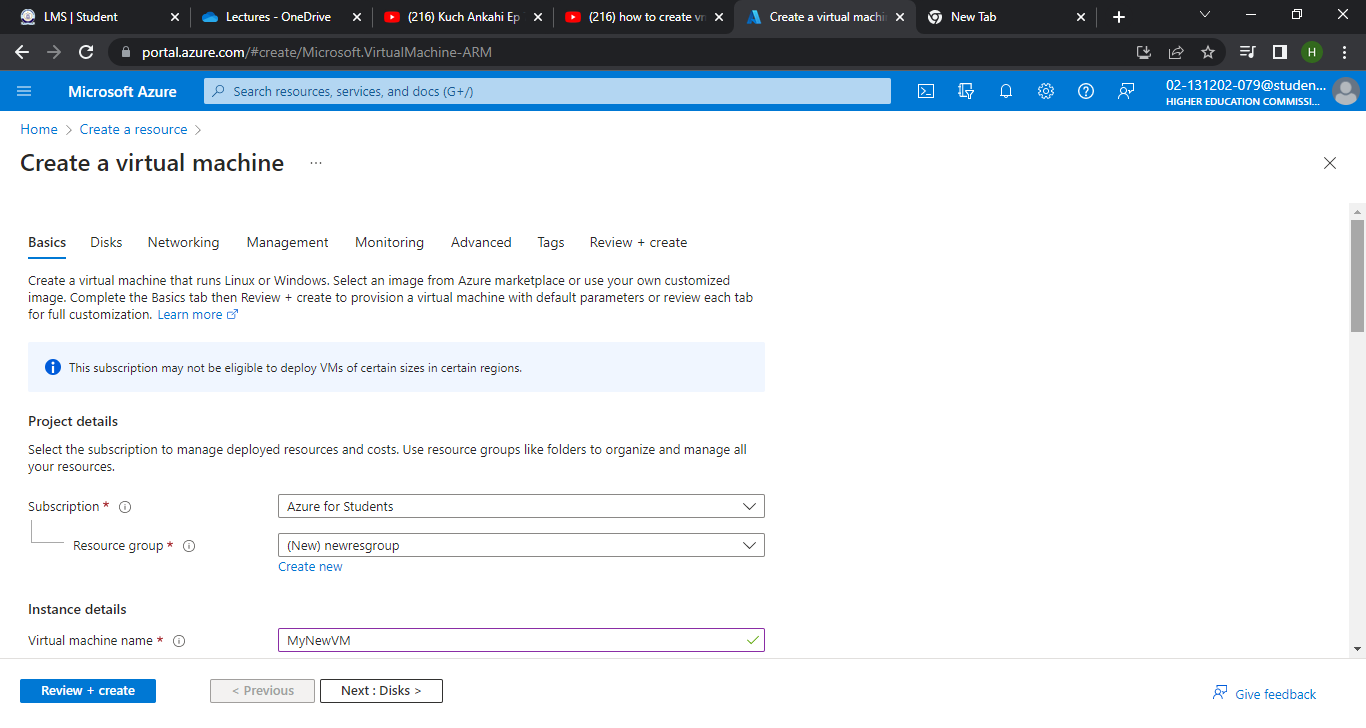 LMS | Student
Lectures - OneDrive
(216) Kuch Ankahi Ep
(216) how to create vr
Create a virtual machi
New Tab
portal.azure.com/#create/Microsoft.VirtualMachine-ARM
H
Microsoft Azure
Search resources, services, and docs (G+/)
02-131202-079@studen...
HIGHER EDUCATION COMMISSI...
Home > Create a resource >
Create a virtual machine ...
Basics Disks Networking Management Monitoring Advanced Tags Review + create
Create a virtual machine that runs Linux or Windows. Select an image from Azure marketplace or use your own customized
image. Complete the Basics tab then Review + create to provision a virtual machine with default parameters or review each tab
for full customization. Learn more
This subscription may not be eligible to deploy VMs of certain sizes in certain regions.
Project details
Select the subscription to manage deployed resources and costs. Use resource groups like folders to organize and manage all
your resources.
Subscription * Azure for Students
Resource group * (New) newresgroup
Create new
Instance details
Virtual machine name * MyNewVM
Review + create
< Previous
Next : Disks >
Give feedback